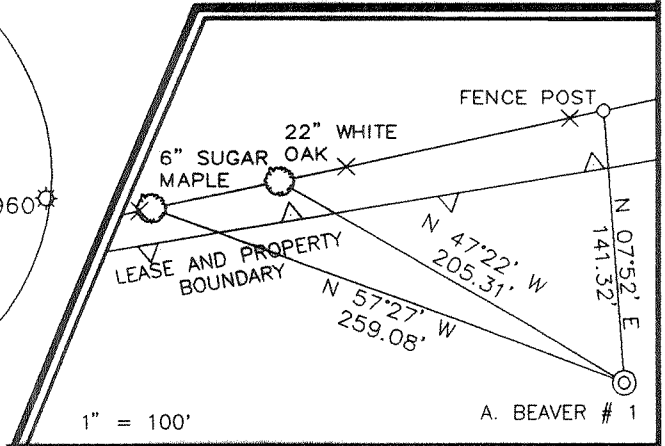 FENCE POST
22" WHITE
OAK
6" SUGAR
MAPLE
960
LEASE AND PROPERTY
BOUNDARY
N 47°22' W
205.31'
N 57°27' W
259.08'
N 07°52' E
141.32'
1" = 100'
A. BEAVER # 1